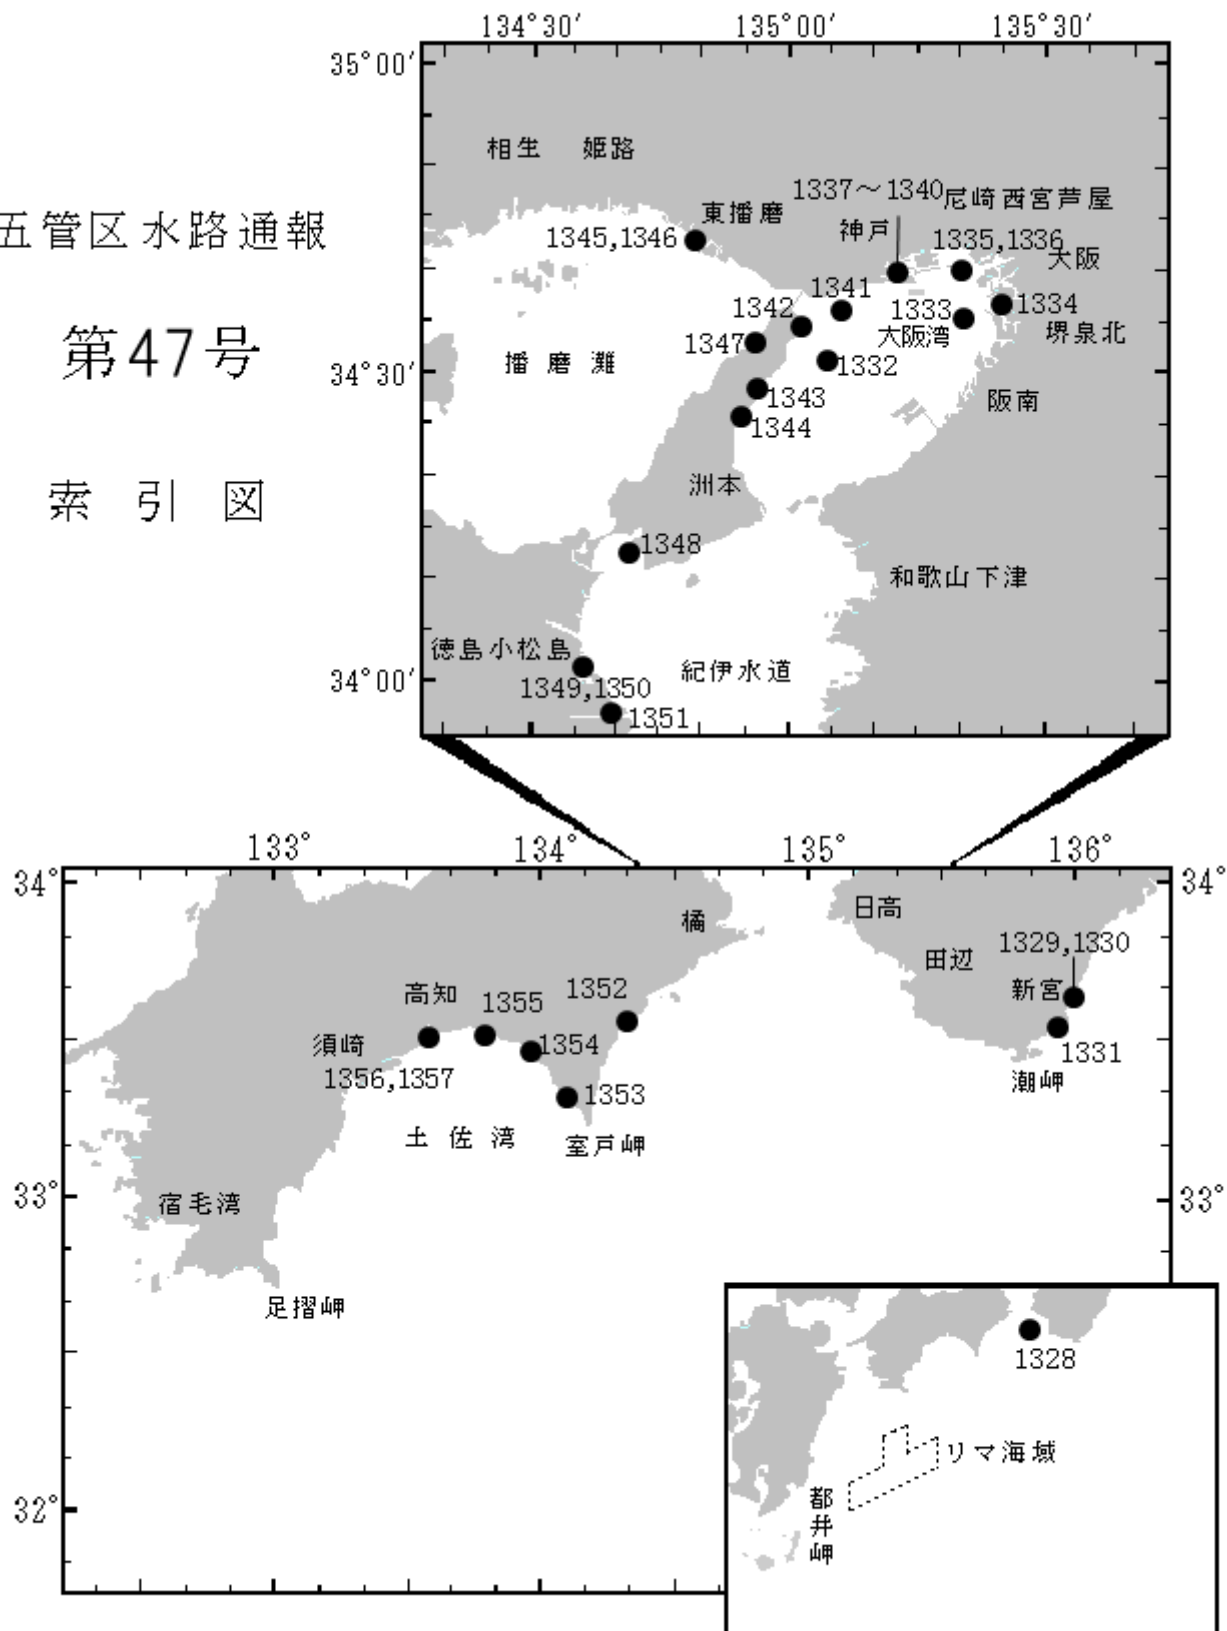 134°30′ 135°00′ 135°30′
35°00′
相生 姫路
1337～1340
尼崎西宮芦屋
五管区水路通報
東播磨
神戸
1345,1346
1335,1336
大阪
1341
1342
1333
1334
第47号
1347
大阪湾
堺泉北
播磨灘
1332
34°30′
1343
阪南
1344
索引図
洲本
1348
和歌山下津
徳島小松島
紀伊水道
34°00′
1349,1350
1351
133° 134° 135° 136°
34° 34°
橘
日高
1329,1330
田辺
高知
1355
1352
新宮
須崎
1354
1331
1356,1357
潮岬
1353
土佐湾
室戸岬
33° 33°
宿毛湾
足摺岬
1328
リマ海域
都井岬
32°